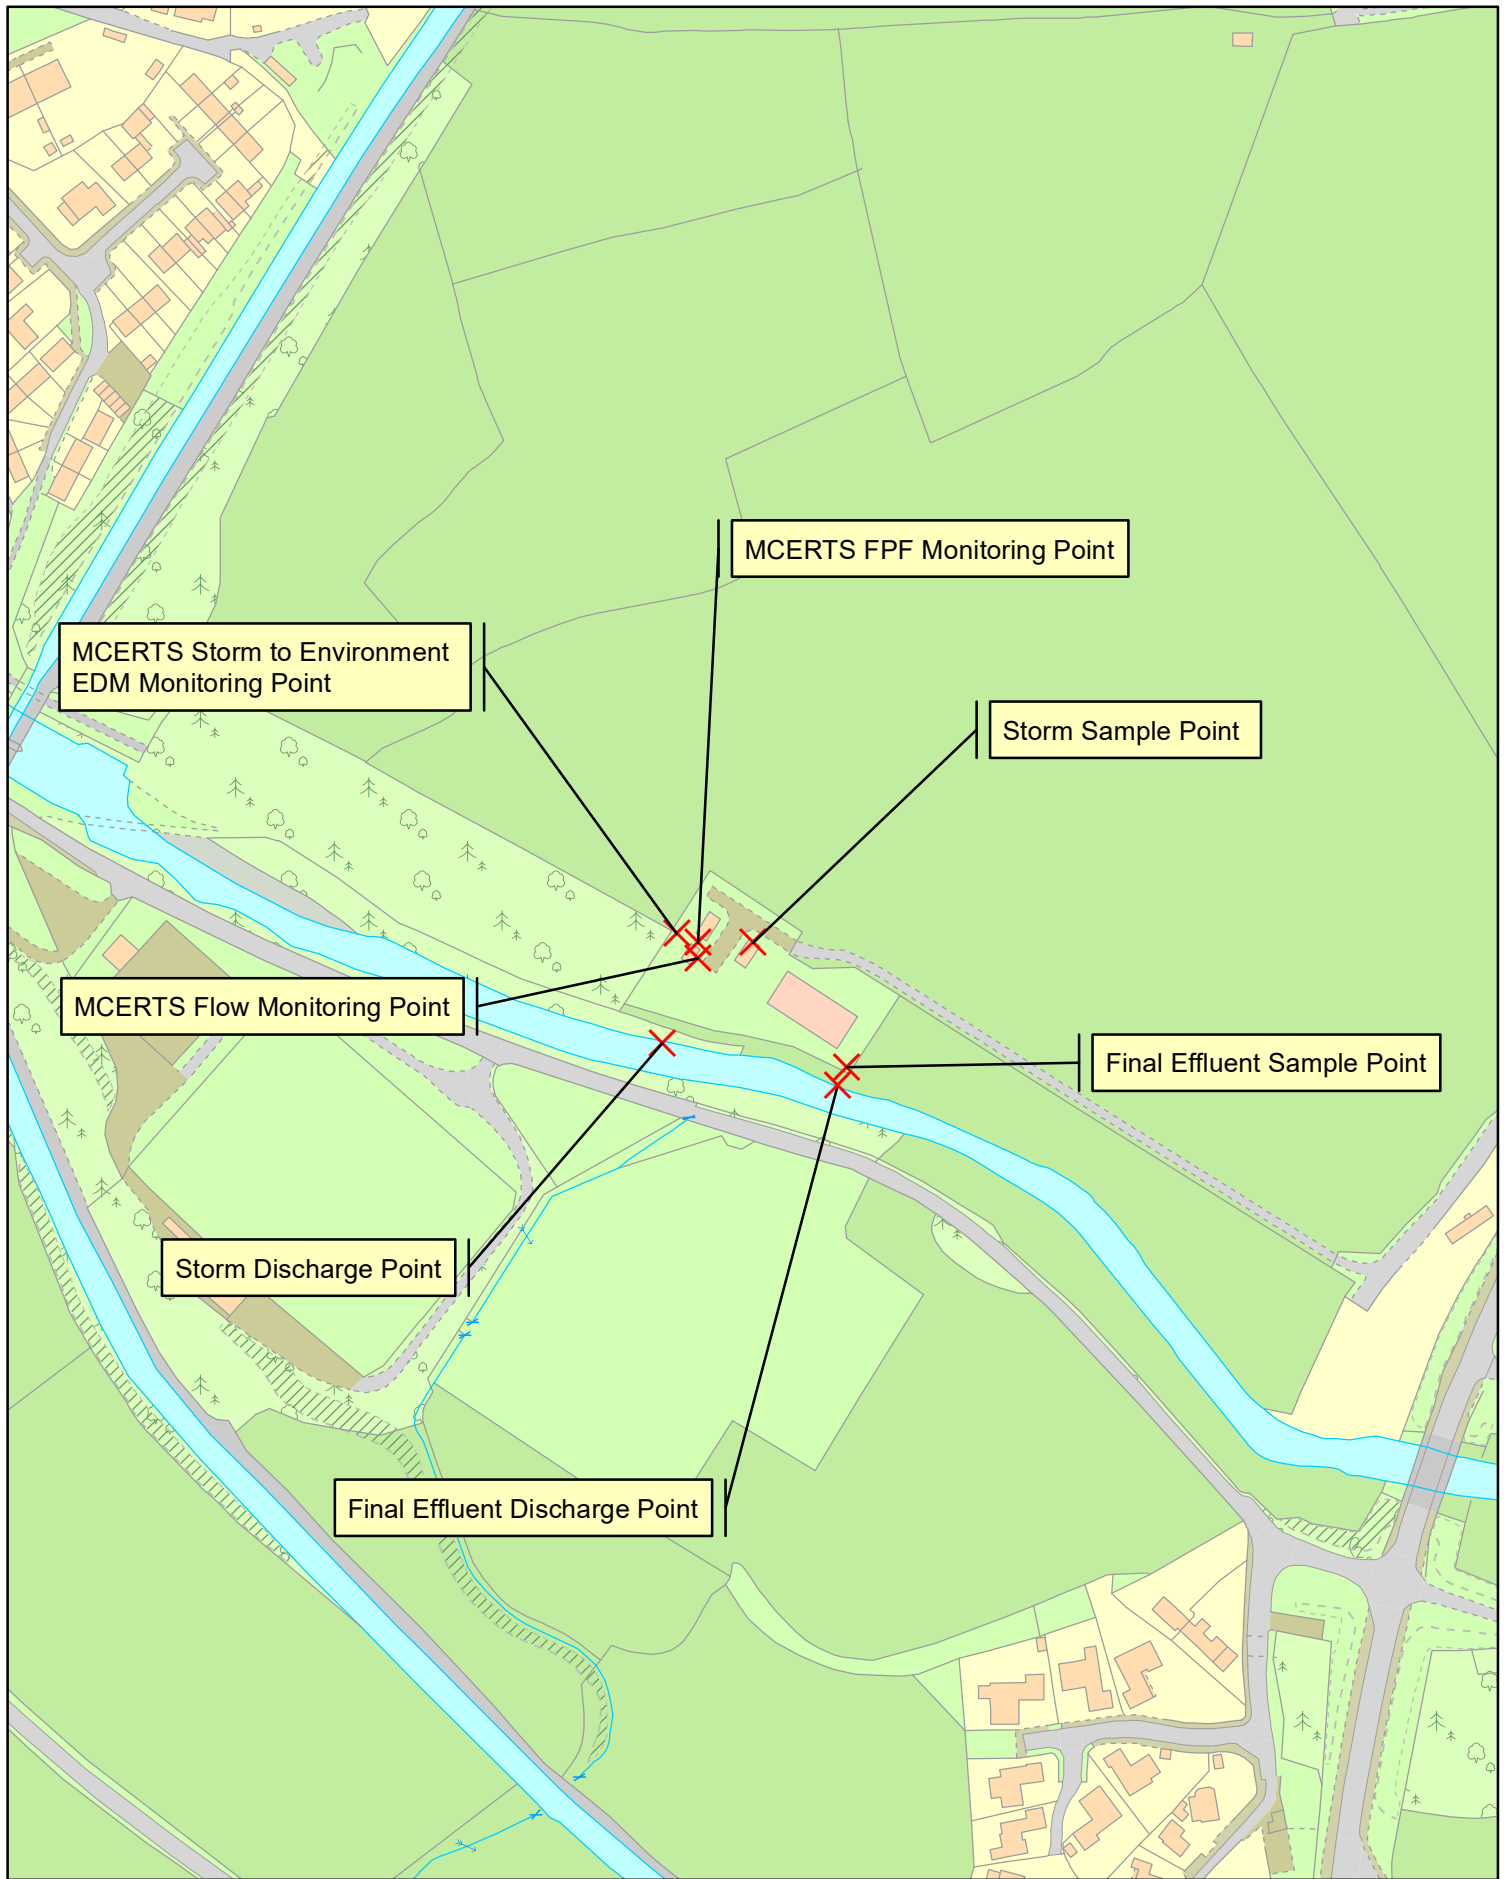 MCERTS FPF Monitoring Point
MCERTS Storm to Environment
EDM Monitoring Point
Storm Sample Point
MCERTS Flow Monitoring Point
Final Effluent Sample Point
Storm Discharge Point
Final Effluent Discharge Point